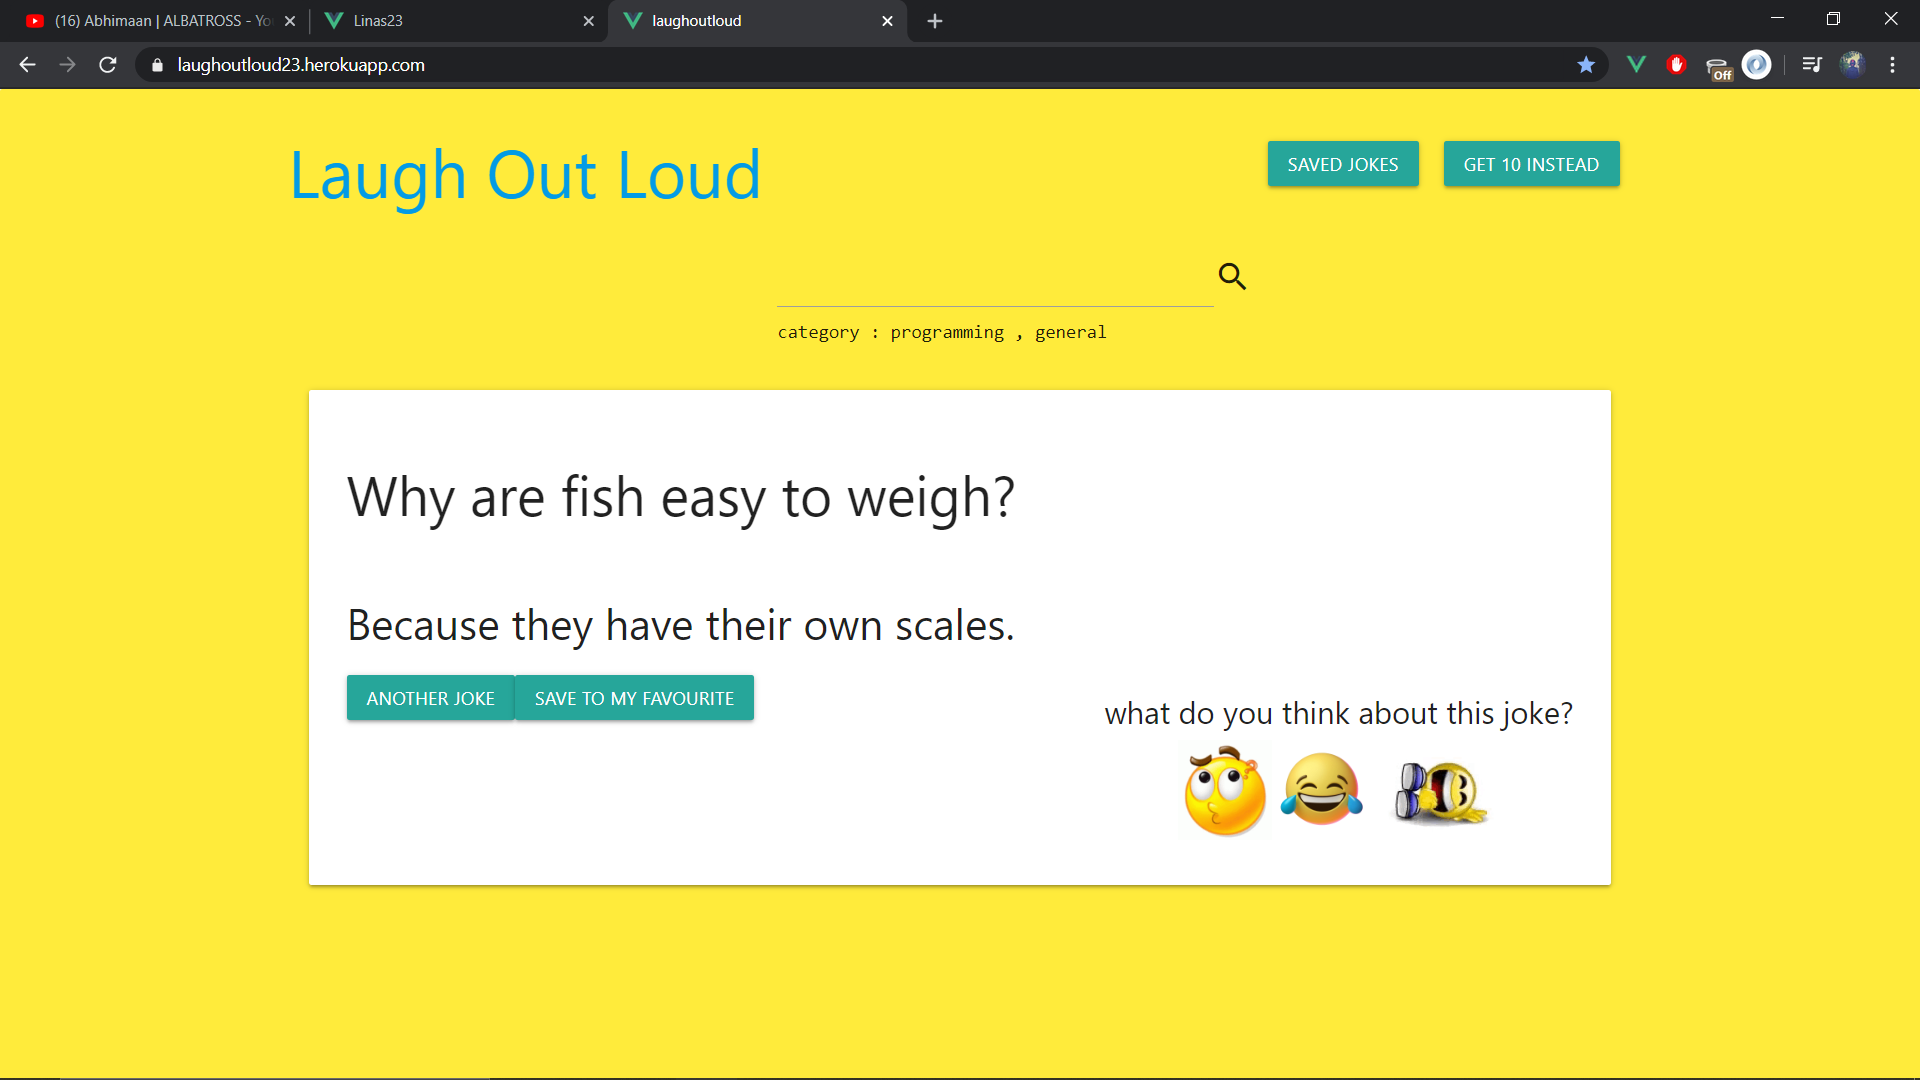 (16) Abhimaan | ALBATROSS - Yo
Linas23
laughoutloud
laughoutloud23.herokuapp.com
Off
Laugh Out Loud
SAVED JOKES
GET 10 INSTEAD
category : programming , general
Why are fish easy to weigh?
Because they have their own scales.
ANOTHER JOKE
SAVE TO MY FAVOURITE
what do you think about this joke?